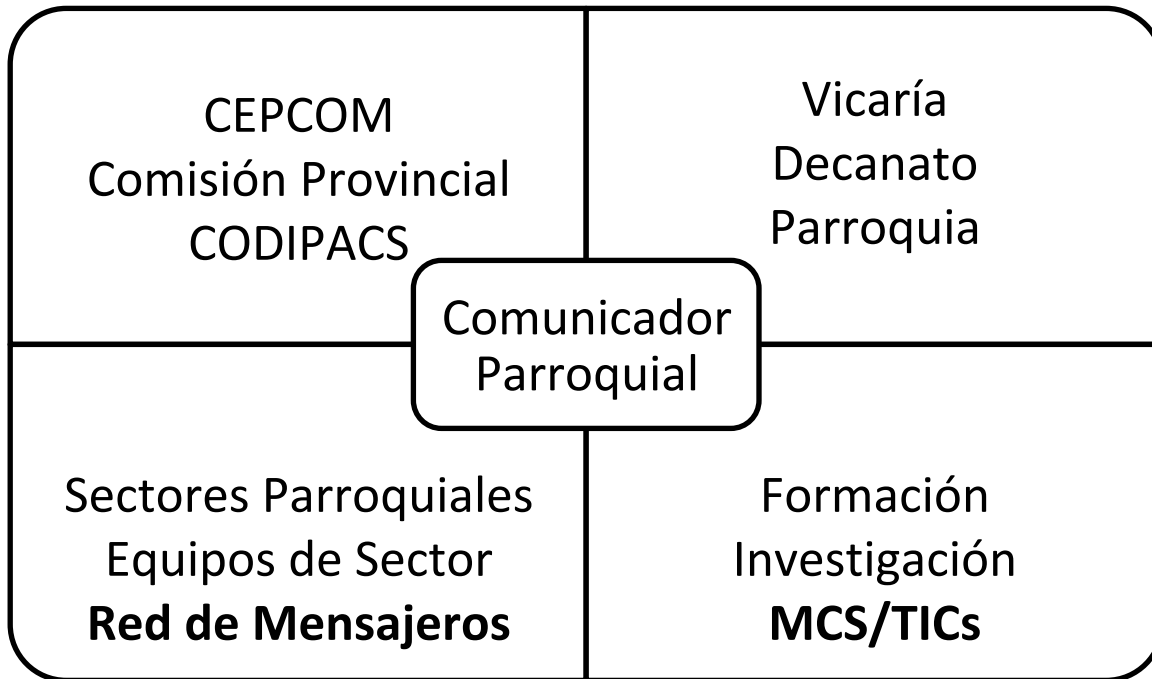 CEPCOM
Comisión Provincial
CODIPACS
Vicaría
Decanato
Parroquia
Comunicador
Parroquial
Sectores Parroquiales
Equipos de Sector
Red de Mensajeros
Formación
Investigación
MCS/TICs